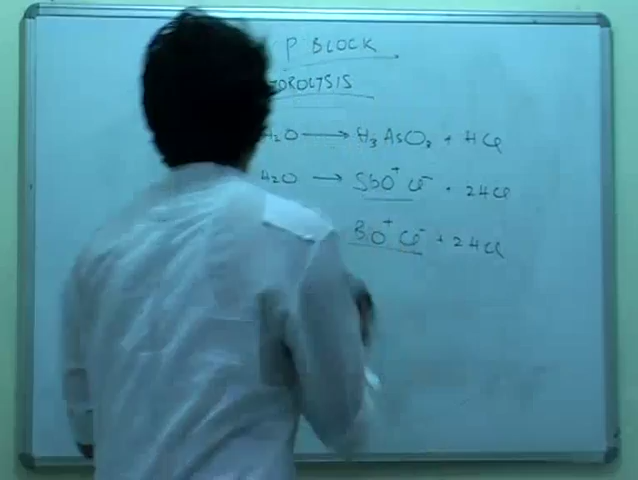 P BLOCK
DROLYSIS
H₂O → H₃AsO₃ + HCl
H₂O → SbO⁺ Cl⁻ + 2HCl
BiO⁺ Cl⁻ + 2HCl